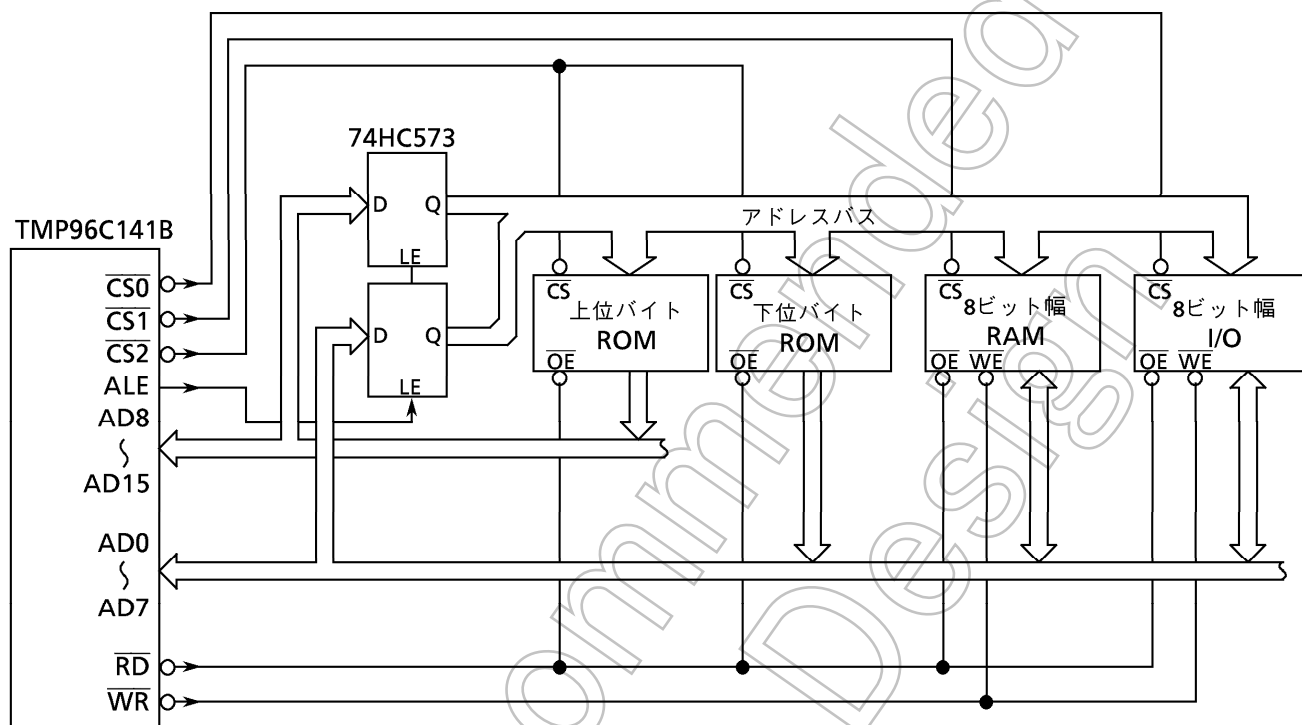 74HC573
TMP96C141B
D
Q
LE
アドレスバス
CS0
CS1
CS2
ALE
AD8
〜
AD15
AD0
〜
AD7
RD
WR
D
Q
LE
CS
上位バイト
ROM
OE
CS
下位バイト
ROM
OE
CS
8ビット幅
RAM
OE WE
CS
8ビット幅
I/O
OE WE
ommended
Design